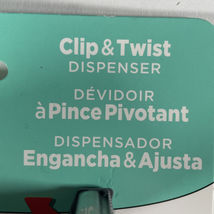 Clip & Twist
DISPENSER
DÉVIDOIR
à Pince Pivotant
DISPENSADOR
Engancha & Ajusta